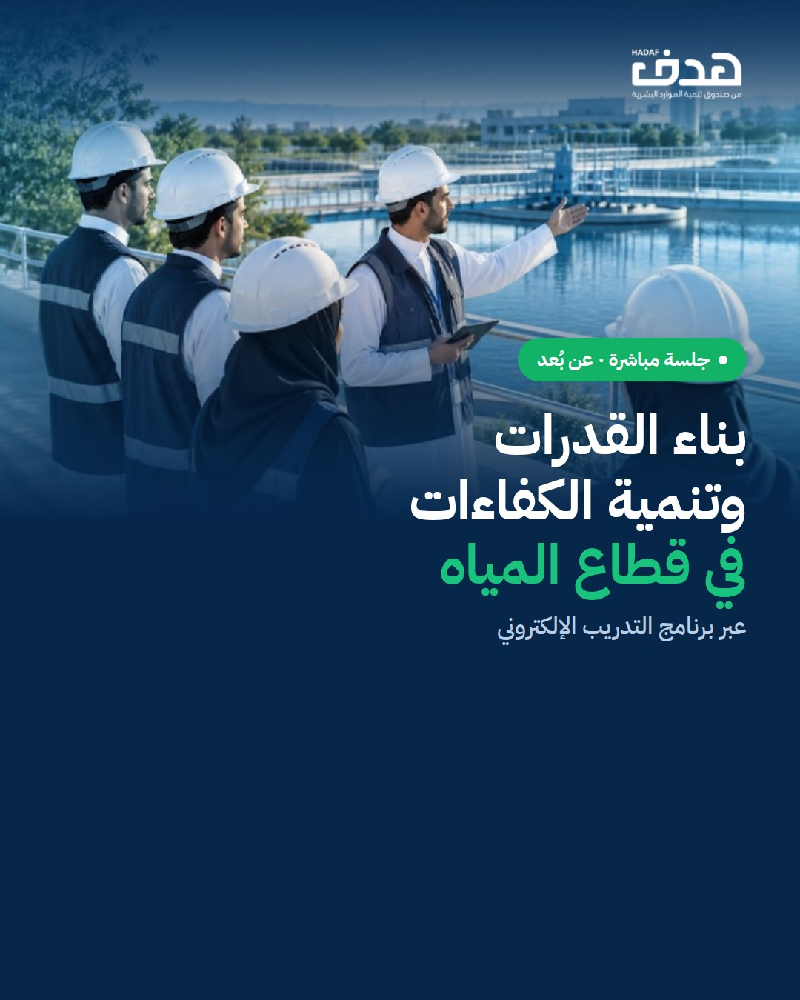 HADAF
هدف
من صندوق تنمية الموارد البشرية
جلسة مباشرة · عن بُعد
بناء القدرات
وتنمية الكفاءات
في قطاع المياه
عبر برنامج التدريب الإلكتروني